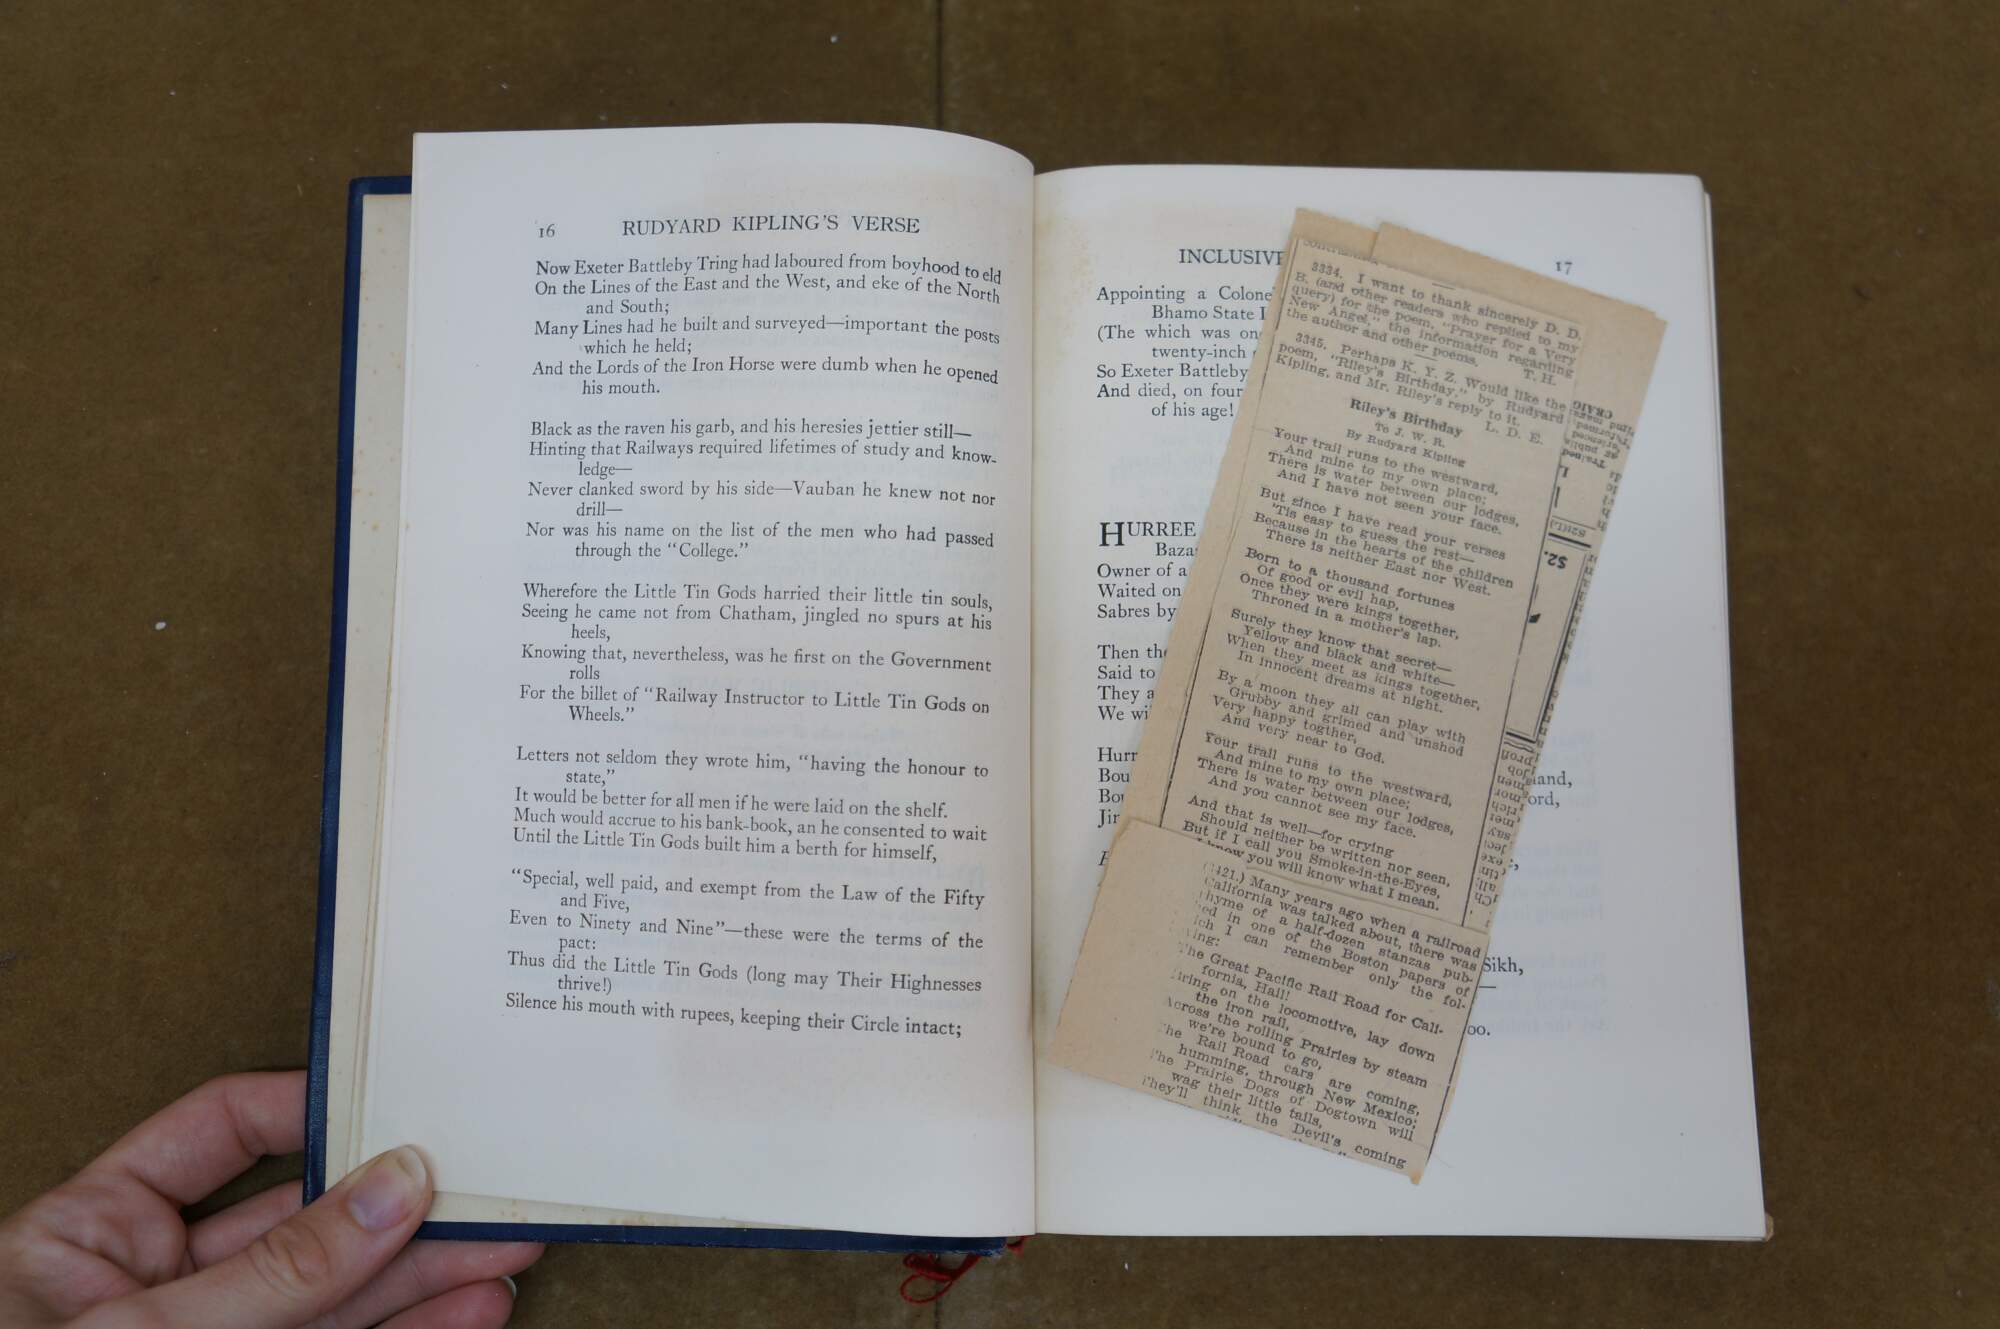 16 RUDYARD KIPLING'S VERSE
Now Exeter Battleby Tring had laboured from boyhood to eld
On the Lines of the East and the West, and eke of the North
and South;
Many Lines had he built and surveyed—important the posts
which he held;
And the Lords of the Iron Horse were dumb when he opened
his mouth.
Black as the raven his garb, and his heresies jettier still—
Hinting that Railways required lifetimes of study and know-
ledge—
Never clanked sword by his side—Vauban he knew not nor
drill—
Nor was his name on the list of the men who had passed
through the "College."
Wherefore the Little Tin Gods harried their little tin souls,
Seeing he came not from Chatham, jingled no spurs at his
heels,
Knowing that, nevertheless, was he first on the Government
rolls
For the billet of "Railway Instructor to Little Tin Gods on
Wheels."
Letters not seldom they wrote him, "having the honour to
state,"
It would be better for all men if he were laid on the shelf.
Much would accrue to his bank-book, an he consented to wait
Until the Little Tin Gods built him a berth for himself,
"Special, well paid, and exempt from the Law of the Fifty
and Five,
Even to Ninety and Nine"—these were the terms of the
pact:
Thus did the Little Tin Gods (long may Their Highnesses
thrive!)
Silence his mouth with rupees, keeping their Circle intact;
INCLUSIVE 17
Appointing a Colone
Bhamo State
(The which was on
twenty-inch
So Exeter Battleby
And died, on four
of his age!
HURREE
Baza
Owner of a
Waited on
Sabres by
Then the
Said to
They a
We wi
Hurr
Bou
Bou
Jin
land,
ord,
Sikh,
oo.
3334. I want to thank sincerely D. D.
B. (and other readers who replied to my
query) for the poem, "Prayer for a Very
New Angel," the information regarding
the author and other poems. T. H.
3345. Perhaps K. Y. Z. Would like the
poem, "Riley's Birthday," by Rudyard
Kipling, and Mr. Riley's reply to it.
L. D. E.
Riley's Birthday
To J. W. R.
By Rudyard Kipling
Your trail runs to the westward,
And mine to my own place;
There is water between our lodges,
And I have not seen your face.
But since I have read your verses
'Tis easy to guess the rest—
Because in the hearts of the children
There is neither East nor West.
Born to a thousand fortunes
Of good or evil hap,
Once they were kings together,
Throned in a mother's lap.
Surely they know that secret—
Yellow and black and white—
When they meet as kings together,
In innocent dreams at night.
By a moon they all can play with
Grubby and grimed and unshod
Very happy togther,
And very near to God.
Your trail runs to the westward,
And mine to my own place;
There is water between our lodges,
And you cannot see my face.
And that is well—for crying
Should neither be written nor seen,
But if I call you Smoke-in-the-Eyes,
I know you will know what I mean.
421.) Many years ago when a railroad
California was talked about, there was
hyme of a half-dozen stanzas pub-
ed in one of the Boston papers of
ich I can remember only the fol-
ing:
The Great Pacific Rail Road for Cali-
fornia, Hail!
ring on the locomotive, lay down
the iron rail,
Across the rolling Prairies by steam
we're bound to go,
The Rail Road cars are coming,
humming, through New Mexico;
The Prairie Dogs of Dogtown will
wag their little tails,
They'll think the Devil's coming
$2.